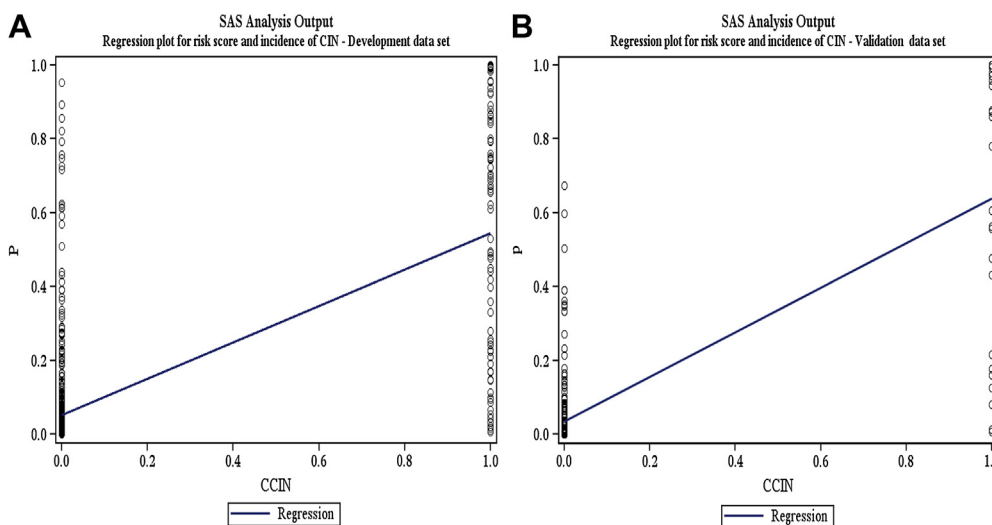 A
SAS Analysis Output
Regression plot for risk score and incidence of CIN - Development data set
1.0
0.8
0.6
0.4
0.2
0.0
P
0.0 0.2 0.4 0.6 0.8 1.0
CCIN
Regression
B
SAS Analysis Output
Regression plot for risk score and incidence of CIN - Validation data set
1.0
0.8
0.6
0.4
0.2
0.0
P
0.0 0.2 0.4 0.6 0.8 1.
CCIN
Regression